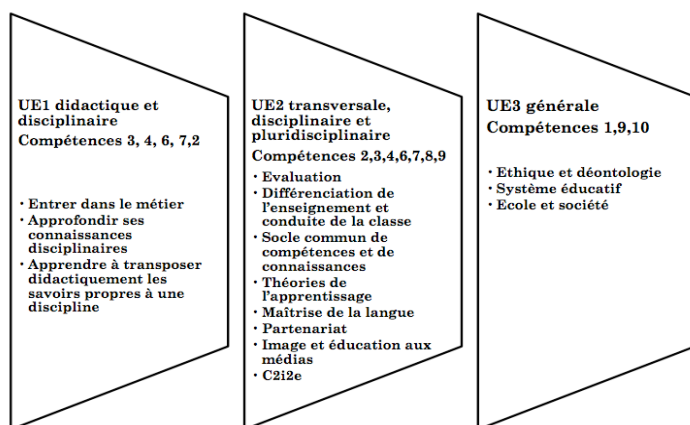 UE1 didactique et
disciplinaire
Compétences 3, 4, 6, 7,2
· Entrer dans le métier
· Approfondir ses
connaissances
disciplinaires
· Apprendre à transposer
didactiquement les
savoirs propres à une
discipline
UE2 transversale,
disciplinaire et
pluridisciplinaire
Compétences 2,3,4,6,7,8,9
· Evaluation
· Différenciation de
l'enseignement et
conduite de la classe
· Socle commun de
compétences et de
connaissances
· Théories de
l'apprentissage
· Maîtrise de la langue
· Partenariat
· Image et éducation aux
médias
· C2i2e
UE3 générale
Compétences 1,9,10
· Ethique et déontologie
· Système éducatif
· Ecole et société